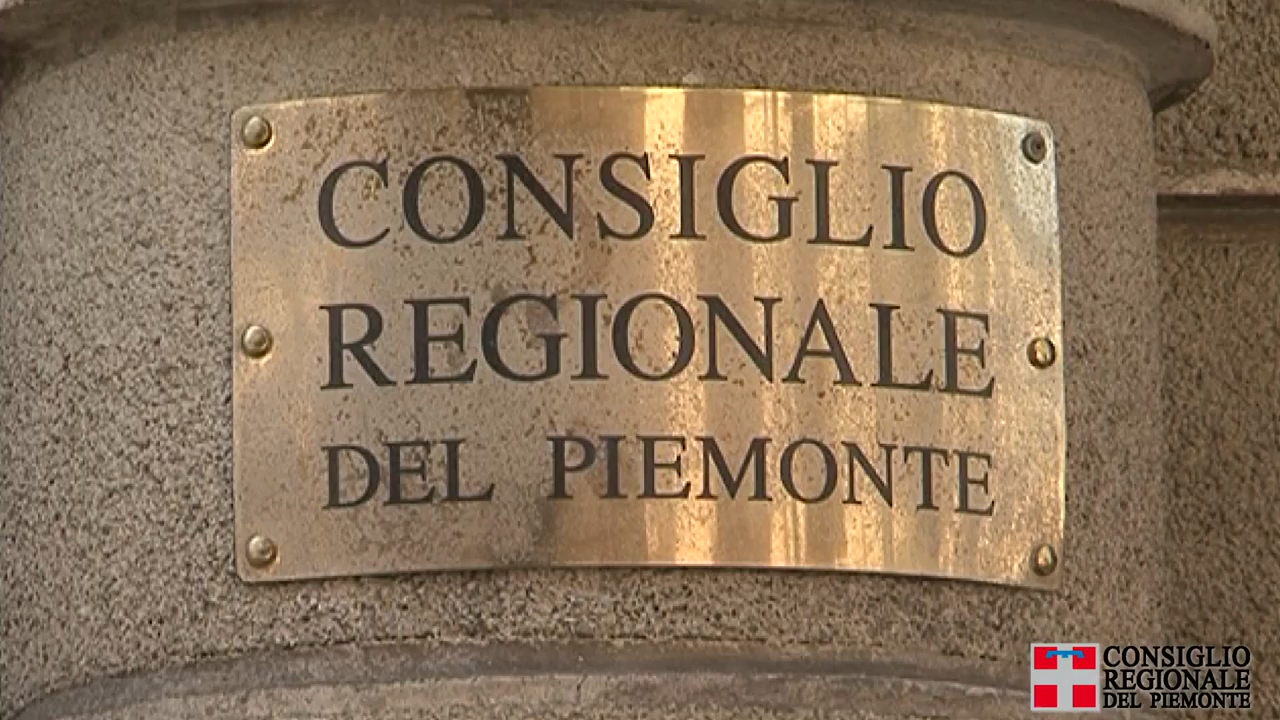 CONSIGLIO
REGIONALE
DEL PIEMONTE
CONSIGLIO
REGIONALE
DEL PIEMONTE